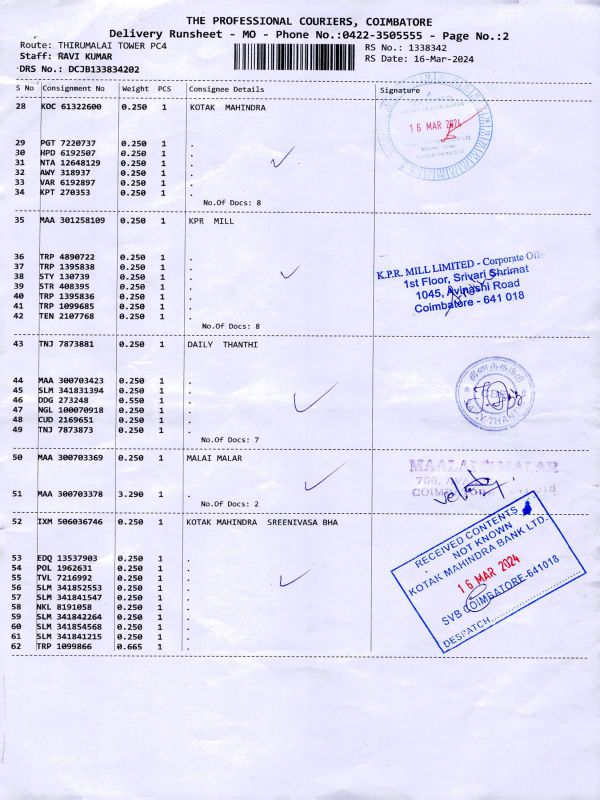 THE PROFESSIONAL COURIERS, COIMBATORE
Delivery Runsheet - MO - Phone No.:0422-3505555 - Page No.:2
Route: THIRUMALAI TOWER PC4 RS No.: 1338342
Staff: RAVI KUMAR RS Date: 16-Mar-2024
DRS No.: DCJB133834202
S No Consignment No Weight PCS Consignee Details Signature
28 KOC 61322600 0.250 1 KOTAK MAHINDRA
16 MAR 2024
29 PGT 7220737 0.250 1 .
30 HPD 6192507 0.250 1 .
31 NTA 12648129 0.250 1 .
32 AWY 318937 0.250 1 .
33 VAR 6192897 0.250 1 .
34 KPT 270353 0.250 1 .
No.Of Docs: 8
35 MAA 301258109 0.250 1 KPR MILL
36 TRP 4890722 0.250 1 .
37 TRP 1395838 0.250 1 .
38 STY 130739 0.250 1 .
39 STR 408395 0.250 1 .
40 TRP 1395836 0.250 1 .
41 TRP 1099685 0.250 1 .
42 TEN 2107768 0.250 1 .
No.Of Docs: 8
K.P.R. MILL LIMITED - Corporate Offi
1st Floor, Srivari Shrimat
1045, Avinashi Road
Coimbatore - 641 018
43 TNJ 7873881 0.250 1 DAILY THANTHI
44 MAA 300703423 0.250 1 .
45 SLM 341831394 0.250 1 .
46 DDG 273248 0.550 1 .
47 NGL 100070918 0.250 1 .
48 CUD 2169651 0.250 1 .
49 TNJ 7873873 0.250 1 .
No.Of Docs: 7
தினத்தந்தி
50 MAA 300703369 0.250 1 MALAI MALAR
51 MAA 300703378 3.290 1 .
No.Of Docs: 2
MAALAI MALAR
52 IXM 506036746 0.250 1 KOTAK MAHINDRA SREENIVASA BHA
53 EDQ 13537903 0.250 1 .
54 POL 1962631 0.250 1 .
55 TVL 7216992 0.250 1 .
56 SLM 341852553 0.250 1 .
57 SLM 341841547 0.250 1 .
58 NKL 8191058 0.250 1 .
59 SLM 341842264 0.250 1 .
60 SLM 341854568 0.250 1 .
61 SLM 341841215 0.250 1 .
62 TRP 1099866 0.665 1 .
RECEIVED CONTENTS
NOT KNOWN
KOTAK MAHINDRA BANK LTD.
16 MAR 2024
SVB COIMBATORE-641018
DESPATCH..............